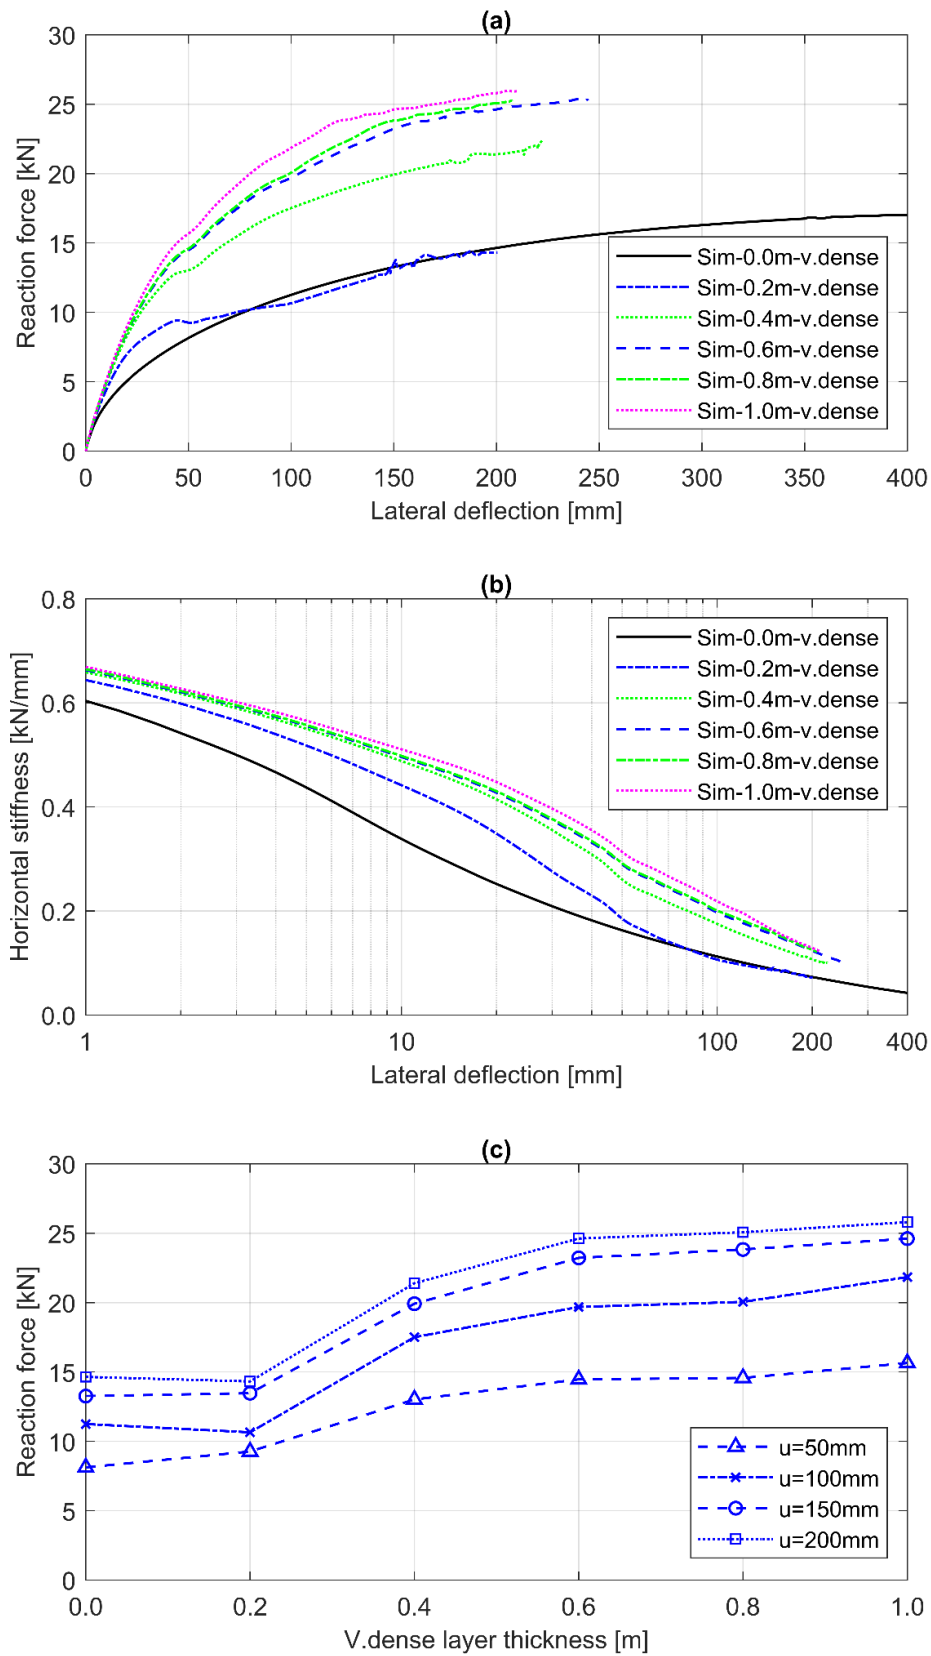 (a)
30
25
20
15
10
5
0
Reaction force [kN]
Sim-0.0m-v.dense
Sim-0.2m-v.dense
Sim-0.4m-v.dense
Sim-0.6m-v.dense
Sim-0.8m-v.dense
Sim-1.0m-v.dense
0 50 100 150 200 250 300 350 400
Lateral deflection [mm]
(b)
0.8
0.6
0.4
0.2
0.0
Horizontal stiffness [kN/mm]
Sim-0.0m-v.dense
Sim-0.2m-v.dense
Sim-0.4m-v.dense
Sim-0.6m-v.dense
Sim-0.8m-v.dense
Sim-1.0m-v.dense
1 10 100 200 400
Lateral deflection [mm]
(c)
30
25
20
15
10
5
0
Reaction force [kN]
u=50mm
u=100mm
u=150mm
u=200mm
0.0 0.2 0.4 0.6 0.8 1.0
V.dense layer thickness [m]